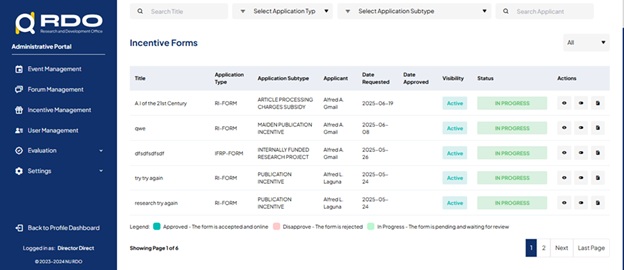 RDO
Research and Development Office
Administrative Portal
Event Management
Forum Management
Incentive Management
User Management
Evaluation
Settings
Back to Profile Dashboard
Logged in as: Director Direct
© 2023-2024 NU RDO
Search Title
Select Application Typ
Select Application Subtype
Search Applicant
Incentive Forms
All
Title Application Type Application Subtype Applicant Date Requested Date Approved Visibility Status Actions
A.I of the 21st Century RI-FORM ARTICLE PROCESSING CHARGES SUBSIDY Alfred A. Gmail 2025-06-19 Active IN PROGRESS
qwe RI-FORM MAIDEN PUBLICATION INCENTIVE Alfred A. Gmail 2025-06-08 Active IN PROGRESS
dfsdfsdfsdf IFRP-FORM INTERNALLY FUNDED RESEARCH PROJECT Alfred A. Gmail 2025-05-26 Active IN PROGRESS
try try again RI-FORM PUBLICATION INCENTIVE Alfred L. Laguna 2025-05-24 Active IN PROGRESS
research try again RI-FORM PUBLICATION INCENTIVE Alfred L. Laguna 2025-05-24 Active IN PROGRESS
Legend: Approved - The form is accepted and online Disapprove - The form is rejected In Progress - The form is pending and waiting for review
Showing Page 1 of 6
1 2 Next Last Page